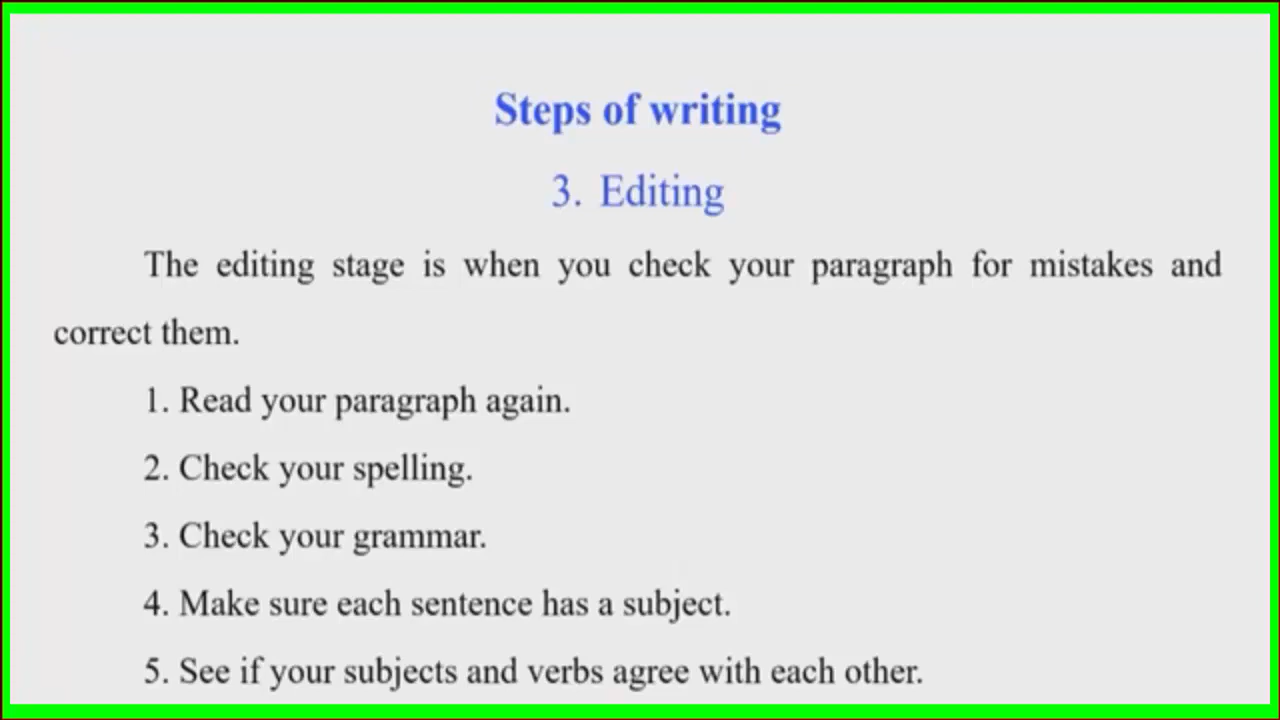 Steps of writing
3. Editing
The editing stage is when you check your paragraph for mistakes and
correct them.
1. Read your paragraph again.
2. Check your spelling.
3. Check your grammar.
4. Make sure each sentence has a subject.
5. See if your subjects and verbs agree with each other.